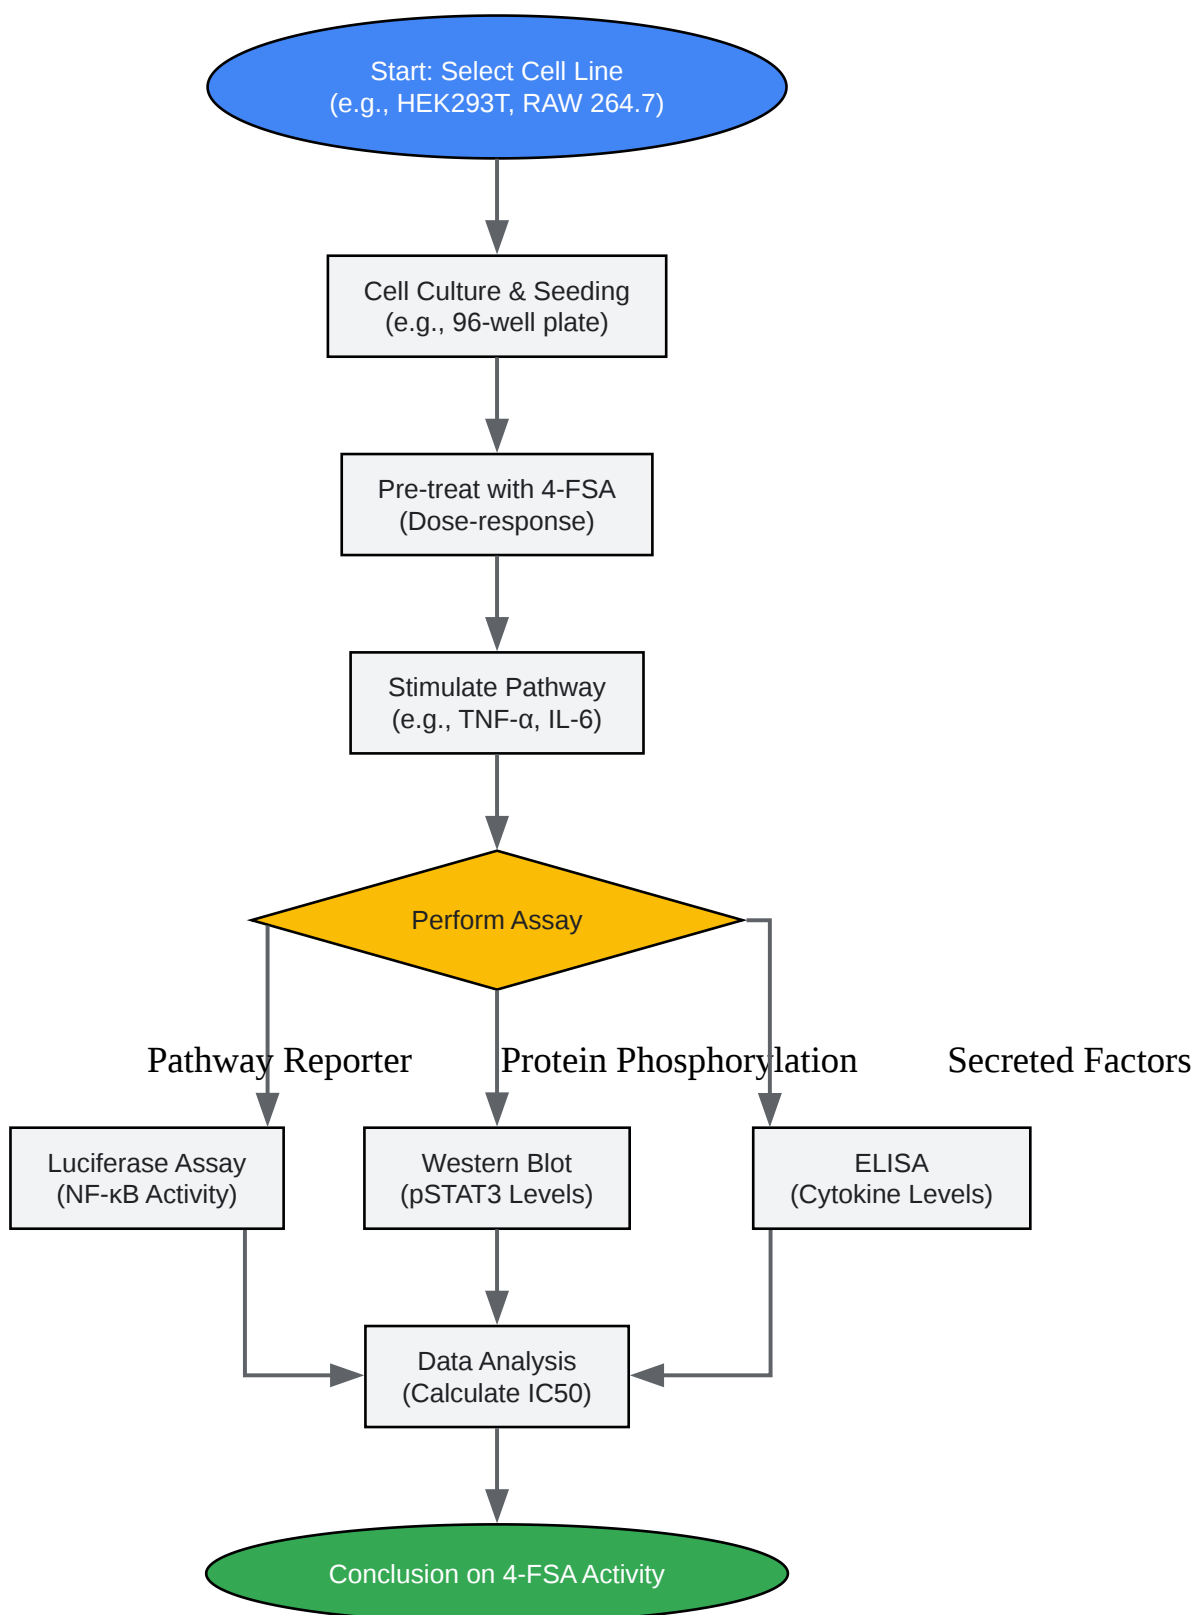 Start: Select Cell Line
(e.g., HEK293T, RAW 264.7)
Cell Culture & Seeding
(e.g., 96-well plate)
Pre-treat with 4-FSA
(Dose-response)
Stimulate Pathway
(e.g., TNF-α, IL-6)
Perform Assay
Pathway Reporter
Protein Phosphorylation
Secreted Factors
Luciferase Assay
(NF-κB Activity)
Western Blot
(pSTAT3 Levels)
ELISA
(Cytokine Levels)
Data Analysis
(Calculate IC50)
Conclusion on 4-FSA Activity